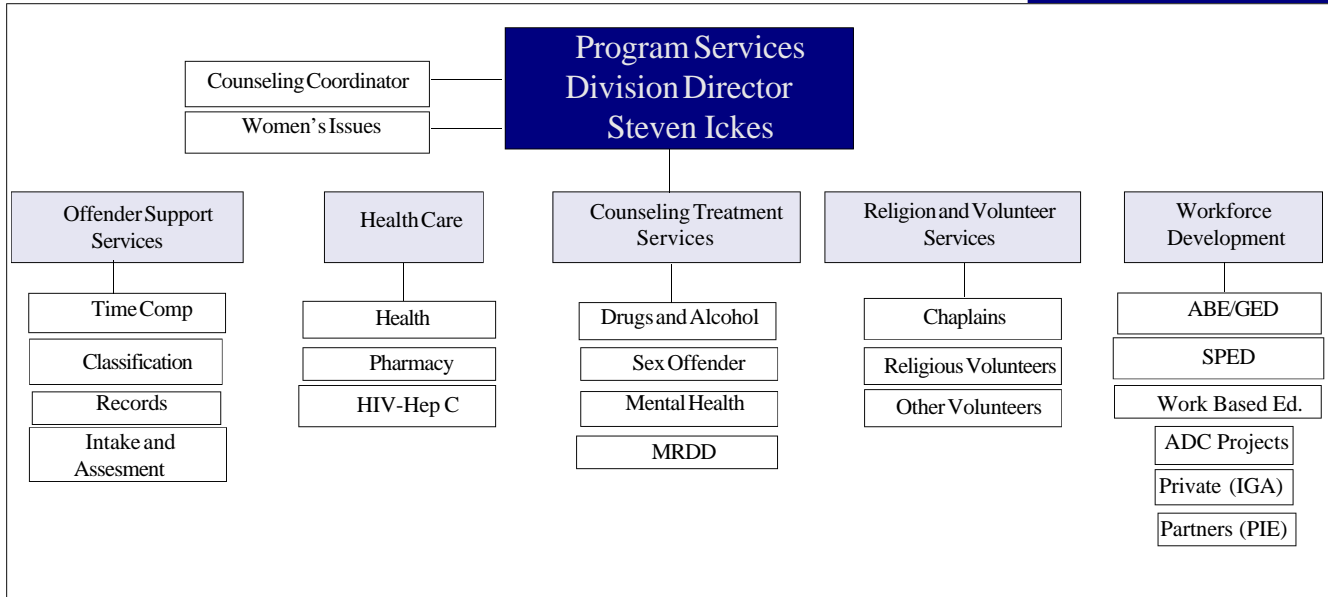 Program Services
Division Director
Steven Ickes
Counseling Coordinator
Women's Issues
Offender Support
Services
Time Comp
Classification
Records
Intake and
Assesment
Health Care
Health
Pharmacy
HIV-Hep C
Counseling Treatment
Services
Drugs and Alcohol
Sex Offender
Mental Health
MRDD
Religion and Volunteer
Services
Chaplains
Religious Volunteers
Other Volunteers
Workforce
Development
ABE/GED
SPED
Work Based Ed.
ADC Projects
Private (IGA)
Partners (PIE)